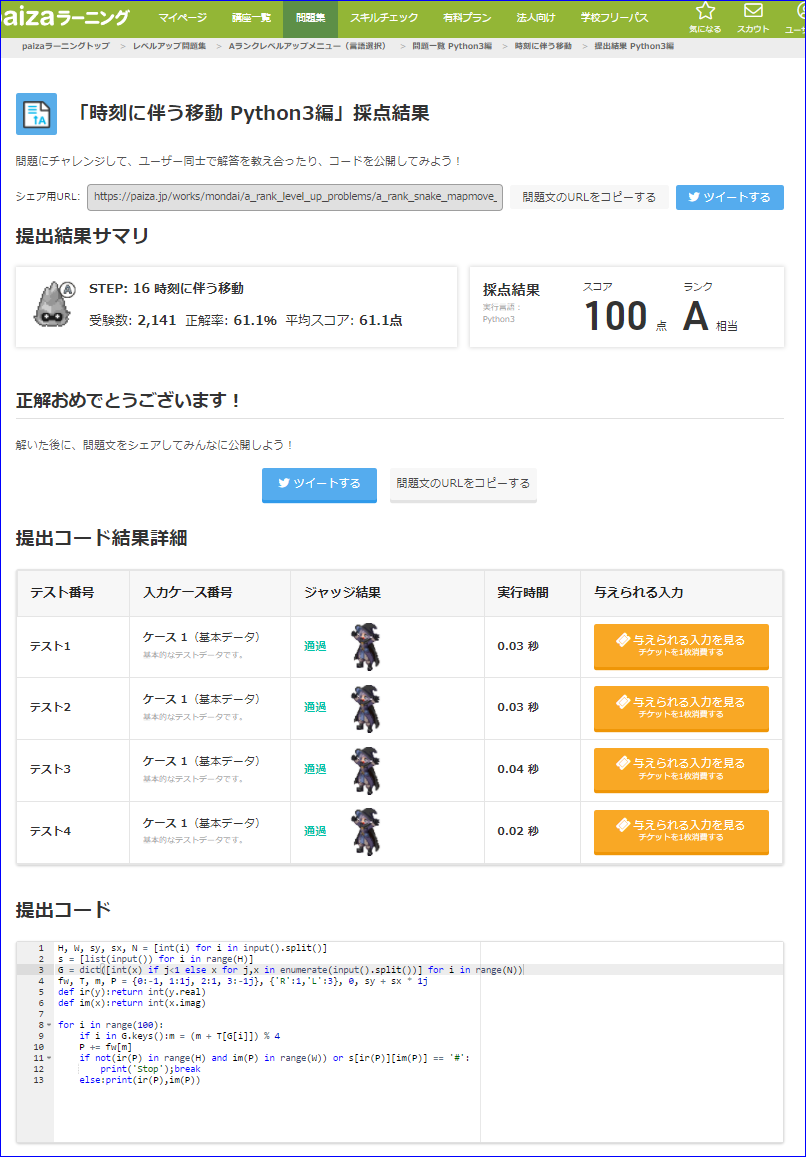 aizaラーニング マイページ 講座一覧 問題集 スキルチェック 有料プラン 法人向け 学校フリーパス 気になる スカウト ユーザ
paizaラーニングトップ > レベルアップ問題集 > Aランクレベルアップメニュー（言語選択） > 問題一覧 Python3編 > 時刻に伴う移動 > 提出結果 Python3編
「時刻に伴う移動 Python3編」採点結果
問題にチャレンジして、ユーザー同士で解答を教え合ったり、コードを公開してみよう！
シェア用URL: https://paiza.jp/works/mondai/a_rank_level_up_problems/a_rank_snake_mapmove_ 問題文のURLをコピーする ツイートする
提出結果サマリ
STEP: 16 時刻に伴う移動
受験数: 2,141 正解率: 61.1% 平均スコア: 61.1点
採点結果 スコア ランク
実行言語：
Python3
100 点 A 相当
正解おめでとうございます！
解いた後に、問題文をシェアしてみんなに公開しよう！
ツイートする 問題文のURLをコピーする
提出コード結果詳細
テスト番号 入力ケース番号 ジャッジ結果 実行時間 与えられる入力
テスト1 ケース 1（基本データ） 通過 0.03 秒 与えられる入力を見る
基本的なテストデータです。 チケットを1枚消費する
テスト2 ケース 1（基本データ） 通過 0.03 秒 与えられる入力を見る
基本的なテストデータです。 チケットを1枚消費する
テスト3 ケース 1（基本データ） 通過 0.04 秒 与えられる入力を見る
基本的なテストデータです。 チケットを1枚消費する
テスト4 ケース 1（基本データ） 通過 0.02 秒 与えられる入力を見る
基本的なテストデータです。 チケットを1枚消費する
提出コード
1 H, W, sy, sx, N = [int(i) for i in input().split()]
2 s = [list(input()) for i in range(H)]
3 G = dict([int(x) if j<1 else x for j,x in enumerate(input().split())] for i in range(N))
4 fw, T, m, P = {0:-1, 1:1j, 2:1, 3:-1j}, {'R':1,'L':3}, 0, sy + sx * 1j
5 def ir(y):return int(y.real)
6 def im(x):return int(x.imag)
7
8 for i in range(100):
9 if i in G.keys():m = (m + T[G[i]]) % 4
10 P += fw[m]
11 if not(ir(P) in range(H) and im(P) in range(W)) or s[ir(P)][im(P)] == '#':
12 print('Stop');break
13 else:print(ir(P),im(P))